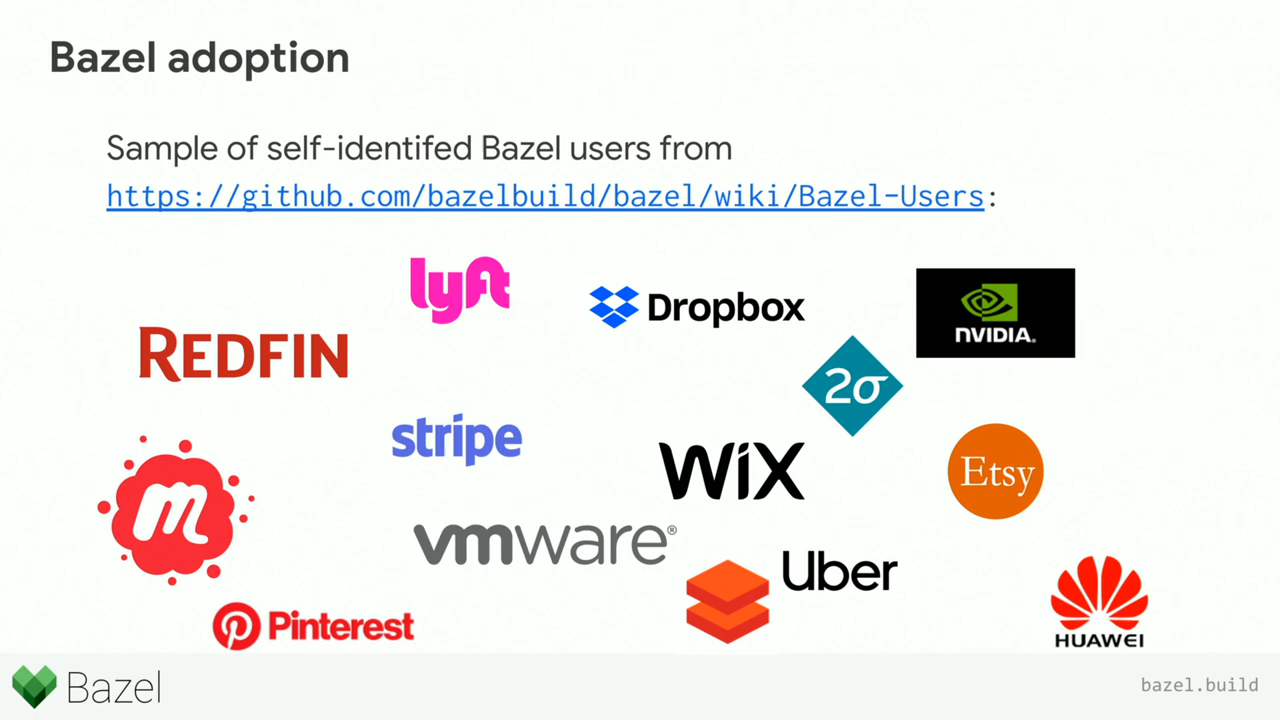 Bazel adoption
Sample of self-identifed Bazel users from
https://github.com/bazelbuild/bazel/wiki/Bazel-Users:
lyft
Dropbox
NVIDIA.
REDFIN
2σ
stripe
WiX
Etsy
m
vmware®
Uber
Pinterest
HUAWEI
Bazel
bazel.build